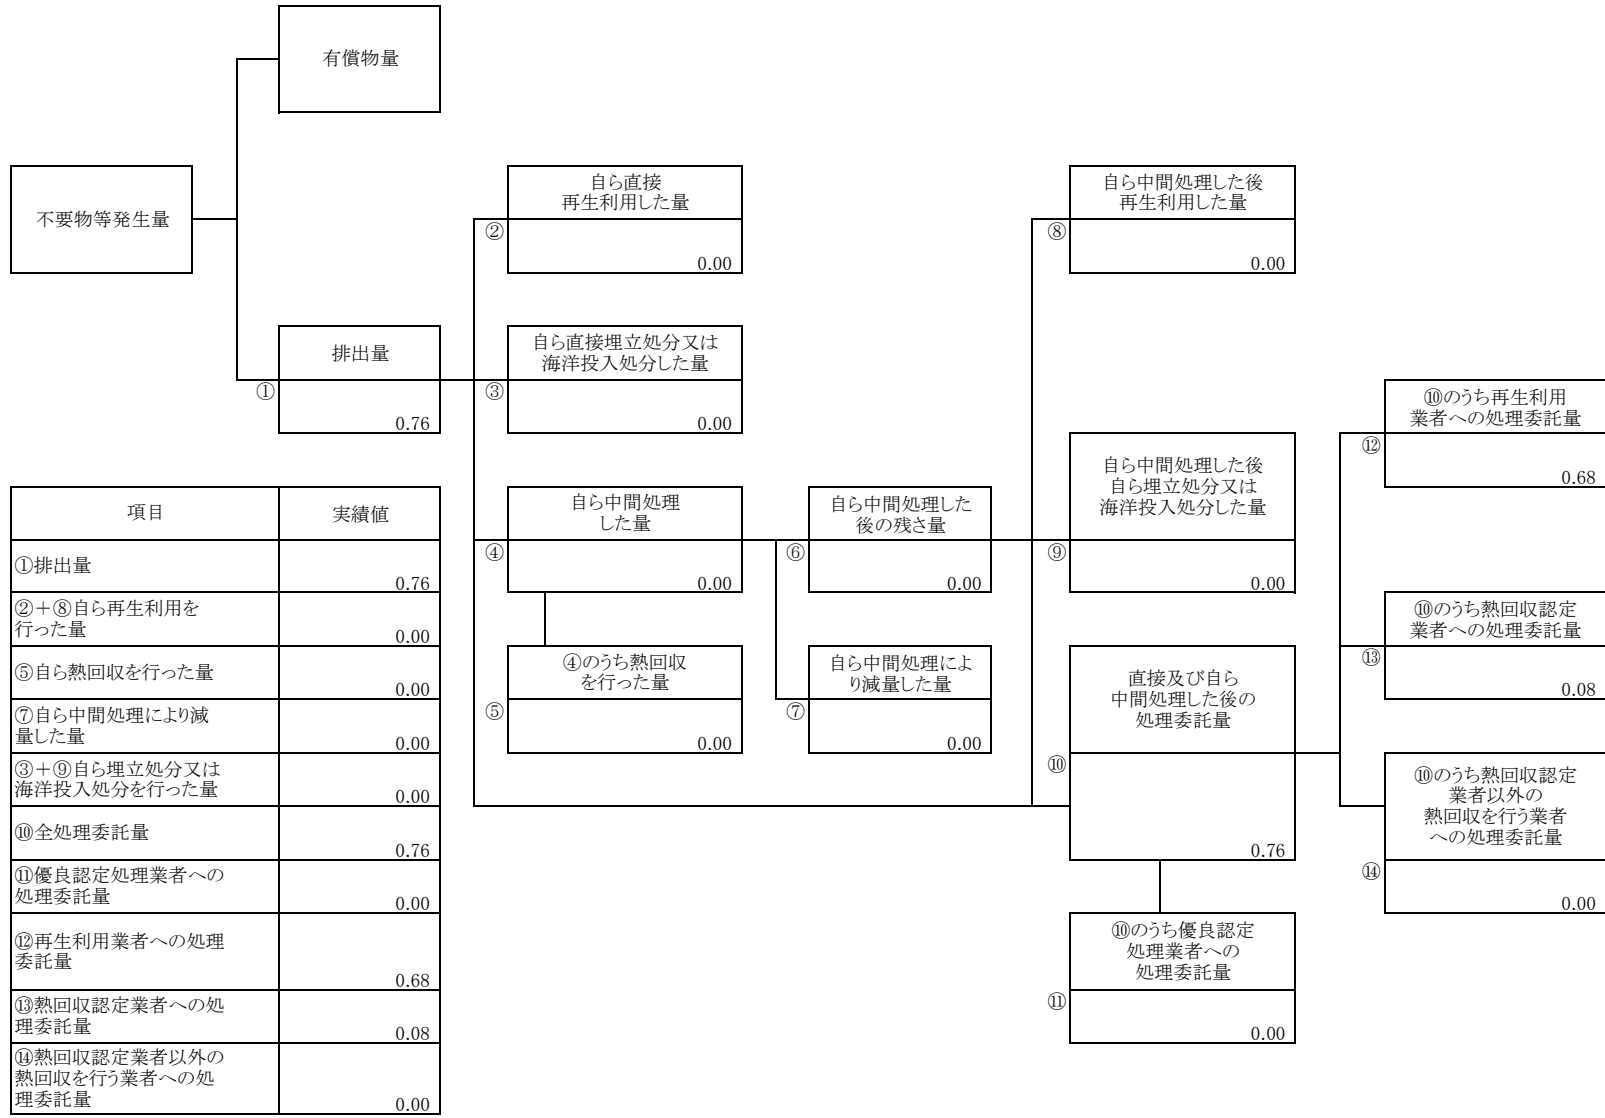 有償物量
不要物等発生量
自ら直接
再生利用した量
②
0.00
自ら中間処理した後
再生利用した量
⑧
0.00
排出量
①
0.76
自ら直接埋立処分又は
海洋投入処分した量
③
0.00
⑩のうち再生利用
業者への処理委託量
⑫
0.68
自ら中間処理
した量
④
0.00
自ら中間処理した
後の残さ量
⑥
0.00
自ら中間処理した後
自ら埋立処分又は
海洋投入処分した量
⑨
0.00
⑩のうち熱回収認定
業者への処理委託量
⑬
0.08
④のうち熱回収
を行った量
⑤
0.00
自ら中間処理によ
り減量した量
⑦
0.00
直接及び自ら
中間処理した後の
処理委託量
⑩
0.76
⑩のうち熱回収認定
業者以外の
熱回収を行う業者
への処理委託量
⑭
0.00
⑩のうち優良認定
処理業者への
処理委託量
⑪
0.00
項目 実績値
①排出量
0.76
②＋⑧自ら再生利用を
行った量
0.00
⑤自ら熱回収を行った量
0.00
⑦自ら中間処理により減
量した量
0.00
③＋⑨自ら埋立処分又は
海洋投入処分を行った量
0.00
⑩全処理委託量
0.76
⑪優良認定処理業者への
処理委託量
0.00
⑫再生利用業者への処理
委託量
0.68
⑬熱回収認定業者への処
理委託量
0.08
⑭熱回収認定業者以外の
熱回収を行う業者への処
理委託量
0.00